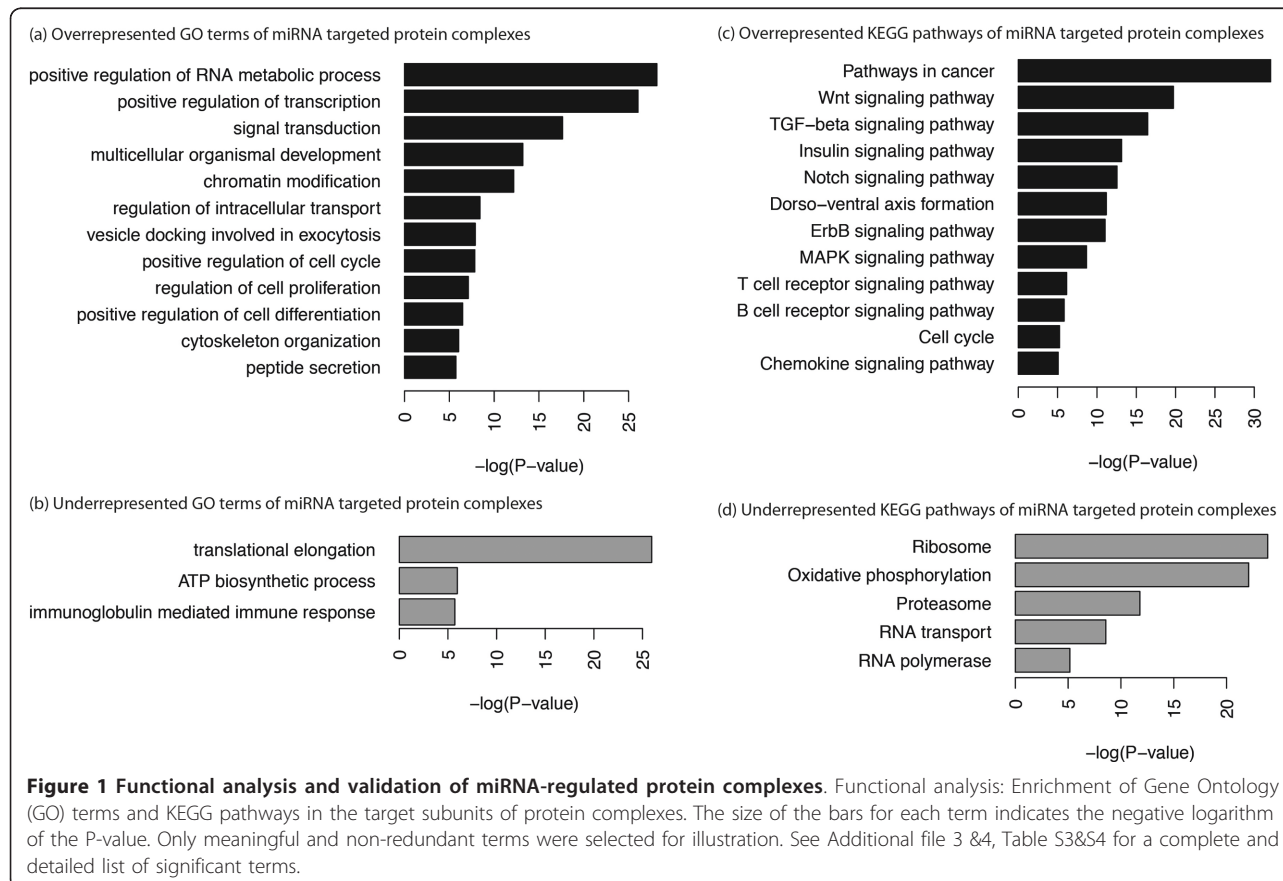 (a) Overrepresented GO terms of miRNA targeted protein complexes
positive regulation of RNA metabolic process
positive regulation of transcription
signal transduction
multicellular organismal development
chromatin modification
regulation of intracellular transport
vesicle docking involved in exocytosis
positive regulation of cell cycle
regulation of cell proliferation
positive regulation of cell differentiation
cytoskeleton organization
peptide secretion
0 5 10 15 20 25
−log(P−value)
(b) Underrepresented GO terms of miRNA targeted protein complexes
translational elongation
ATP biosynthetic process
immunoglobulin mediated immune response
0 5 10 15 20 25
−log(P−value)
(c) Overrepresented KEGG pathways of miRNA targeted protein complexes
Pathways in cancer
Wnt signaling pathway
TGF−beta signaling pathway
Insulin signaling pathway
Notch signaling pathway
Dorso−ventral axis formation
ErbB signaling pathway
MAPK signaling pathway
T cell receptor signaling pathway
B cell receptor signaling pathway
Cell cycle
Chemokine signaling pathway
0 5 10 15 20 25 30
−log(P−value)
(d) Underrepresented KEGG pathways of miRNA targeted protein complexes
Ribosome
Oxidative phosphorylation
Proteasome
RNA transport
RNA polymerase
0 5 10 15 20
−log(P−value)
Figure 1 Functional analysis and validation of miRNA-regulated protein complexes. Functional analysis: Enrichment of Gene Ontology
(GO) terms and KEGG pathways in the target subunits of protein complexes. The size of the bars for each term indicates the negative logarithm
of the P-value. Only meaningful and non-redundant terms were selected for illustration. See Additional file 3 &4, Table S3&S4 for a complete and
detailed list of significant terms.